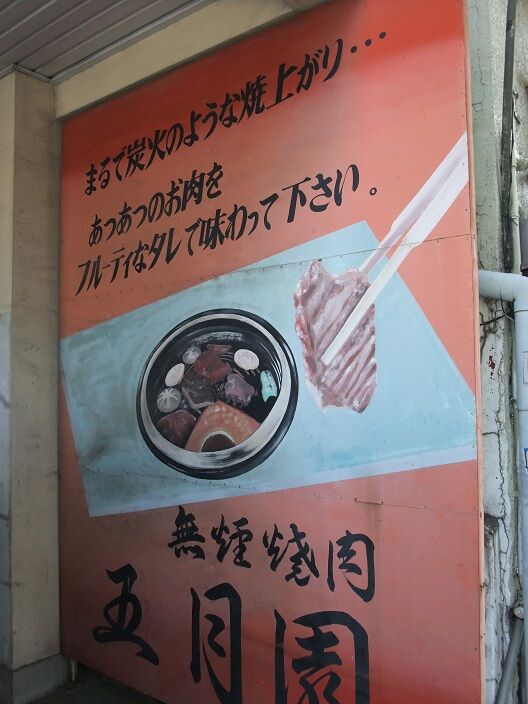 まるで炭火のような焼上がり・・・
あつあつのお肉を
フルーティなタレで味わって下さい。
無煙燒肉
五月園